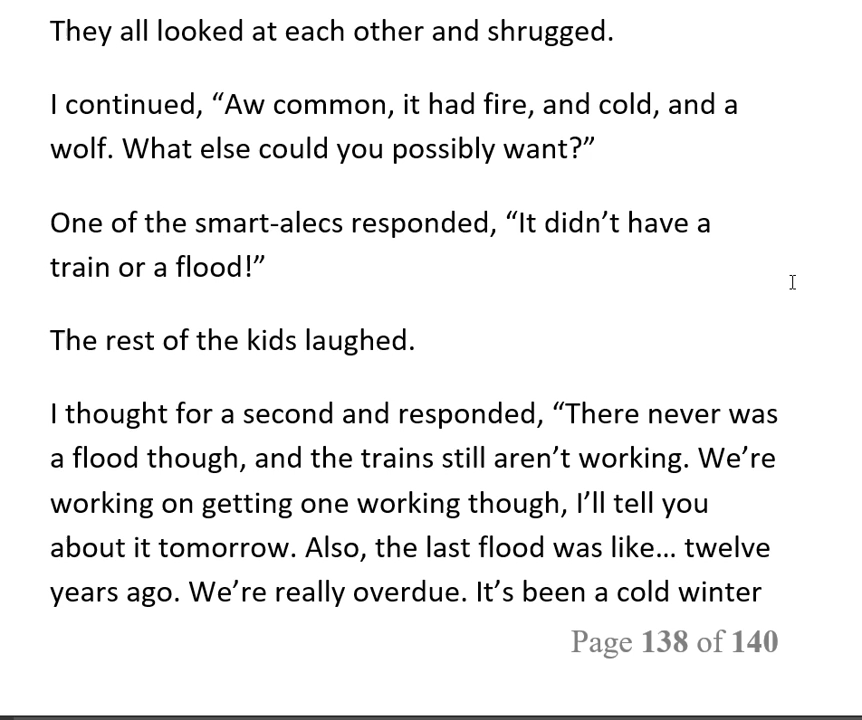 They all looked at each other and shrugged.
I continued, “Aw common, it had fire, and cold, and a
wolf. What else could you possibly want?”
One of the smart-alecs responded, “It didn’t have a
train or a flood!”
The rest of the kids laughed.
I thought for a second and responded, “There never was
a flood though, and the trains still aren’t working. We’re
working on getting one working though, I’ll tell you
about it tomorrow. Also, the last flood was like... twelve
years ago. We’re really overdue. It’s been a cold winter
Page 138 of 140